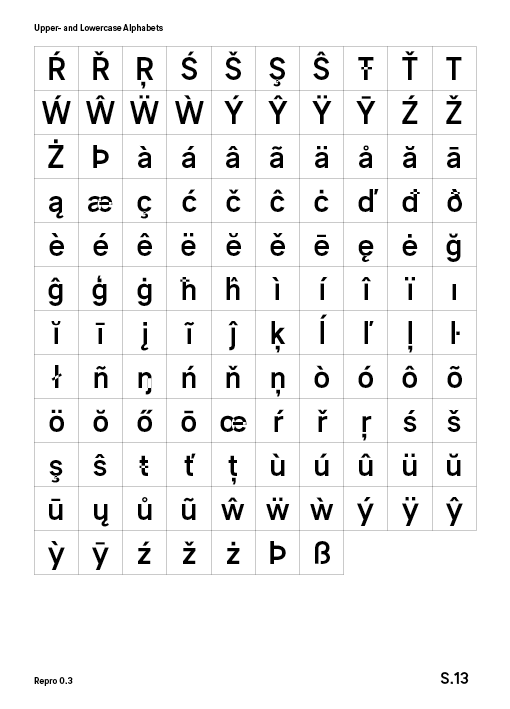 Upper- and Lowercase Alphabets
Ŕ Ř Ŗ Ś Š Ş Ŝ Ŧ Ť Ţ
Ẃ Ŵ Ẅ Ẁ Ý Ŷ Ÿ Ȳ Ź Ž
Ż Þ à á â ã ä å ă ā
ą æ ç ć č ĉ ċ ď đ ð
è é ê ë ĕ ě ē ę ė ğ
ĝ ģ ġ ħ ĥ ì í î ï ı
ĭ ī į ĩ ĵ ķ ĺ ľ ļ ŀ
ł ñ ŋ ń ň ņ ò ó ô õ
ö ŏ ő ō œ ŕ ř ŗ ś š
ş ŝ ŧ ť ţ ù ú û ü ŭ
ū ų ů ũ ŵ ẅ ẁ ý ÿ ŷ
ỳ ȳ ź ž ż Þ ß
Repro 0.3
S.13